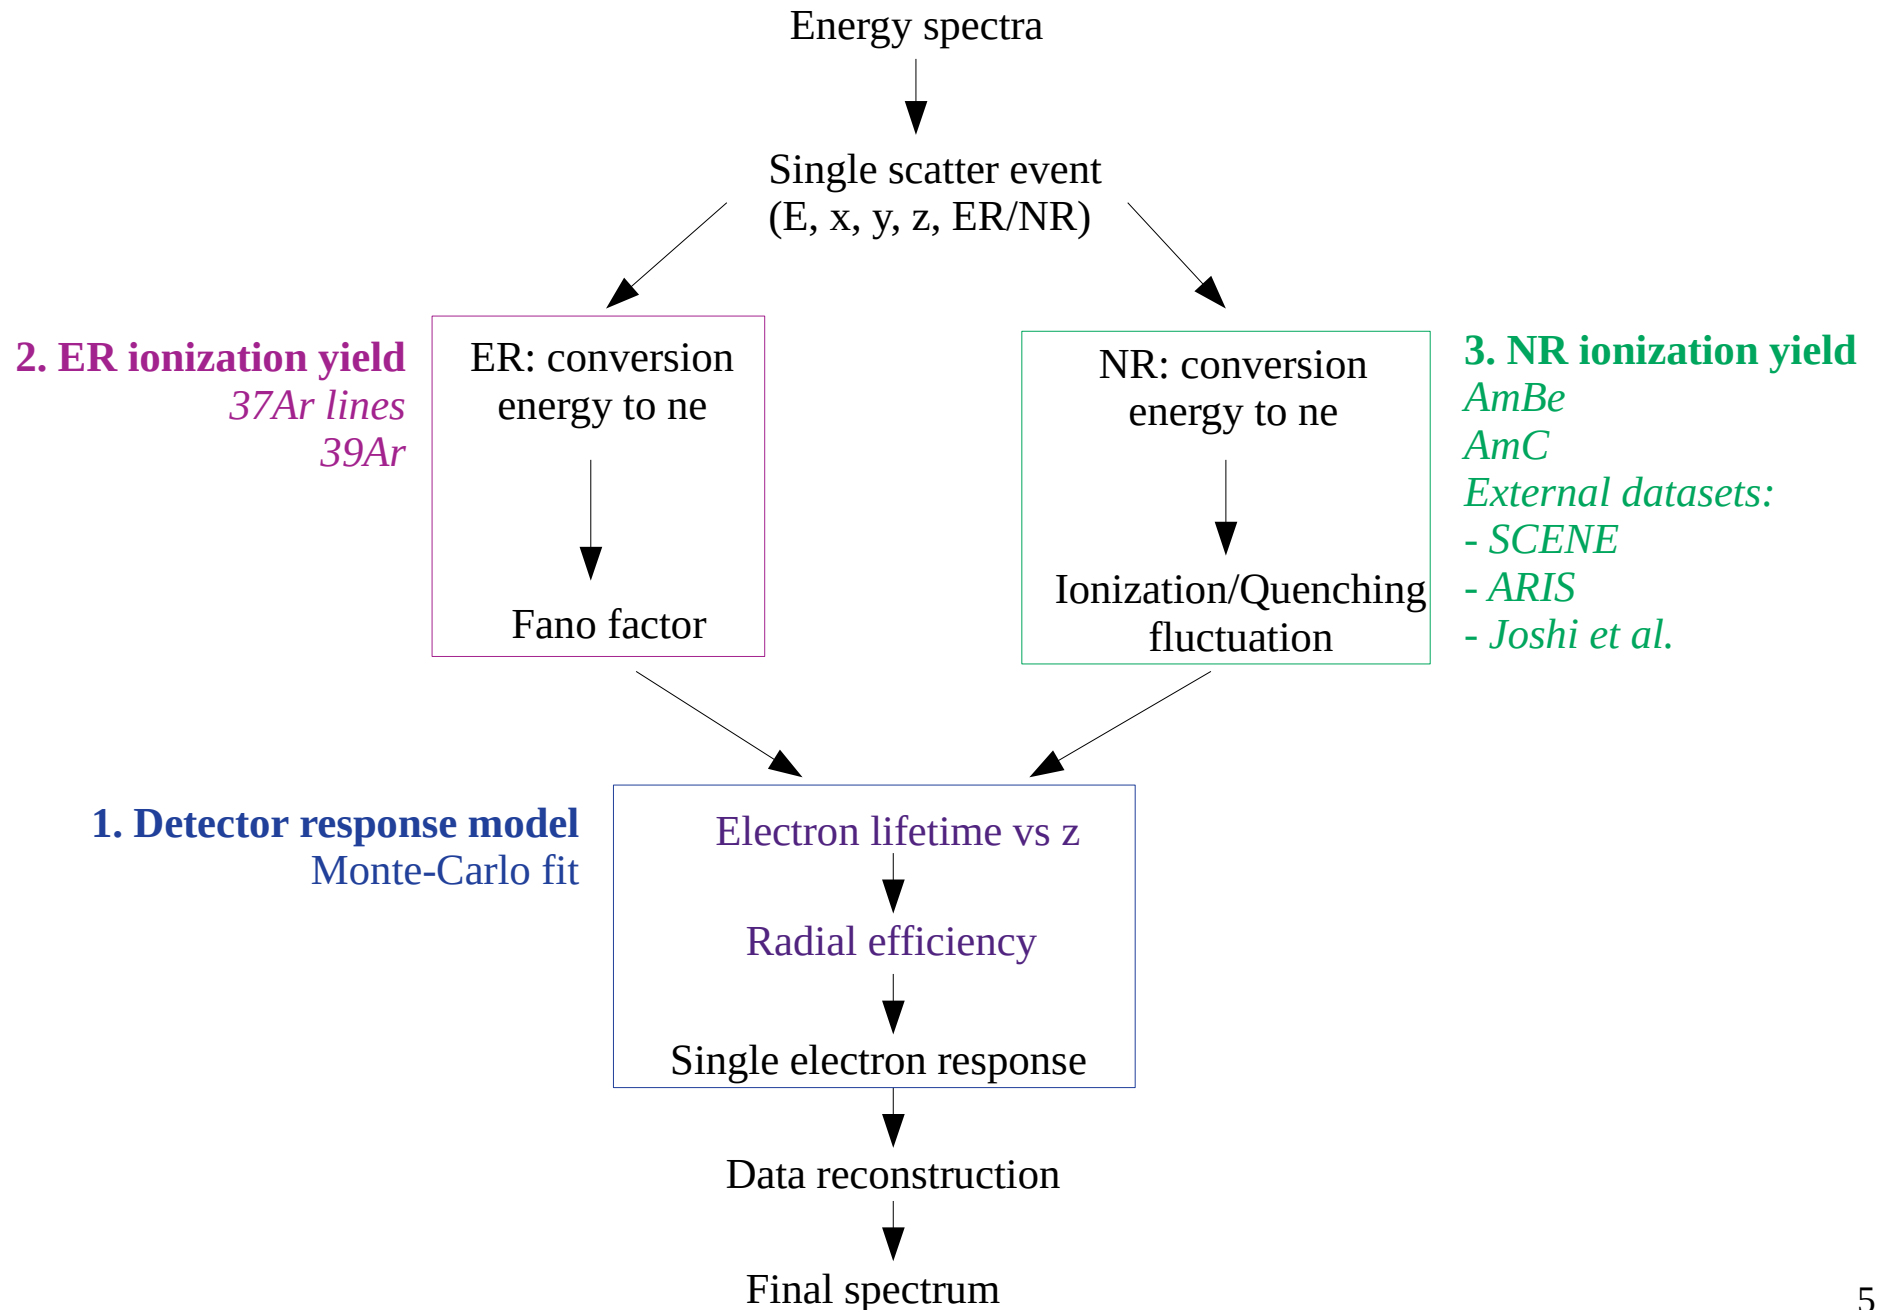 Energy spectra
Single scatter event
(E, x, y, z, ER/NR)
2. ER ionization yield
37Ar lines
39Ar
ER: conversion
energy to ne
Fano factor
NR: conversion
energy to ne
Ionization/Quenching
fluctuation
3. NR ionization yield
AmBe
AmC
External datasets:
- SCENE
- ARIS
- Joshi et al.
1. Detector response model
Monte-Carlo fit
Electron lifetime vs z
Radial efficiency
Single electron response
Data reconstruction
Final spectrum
5